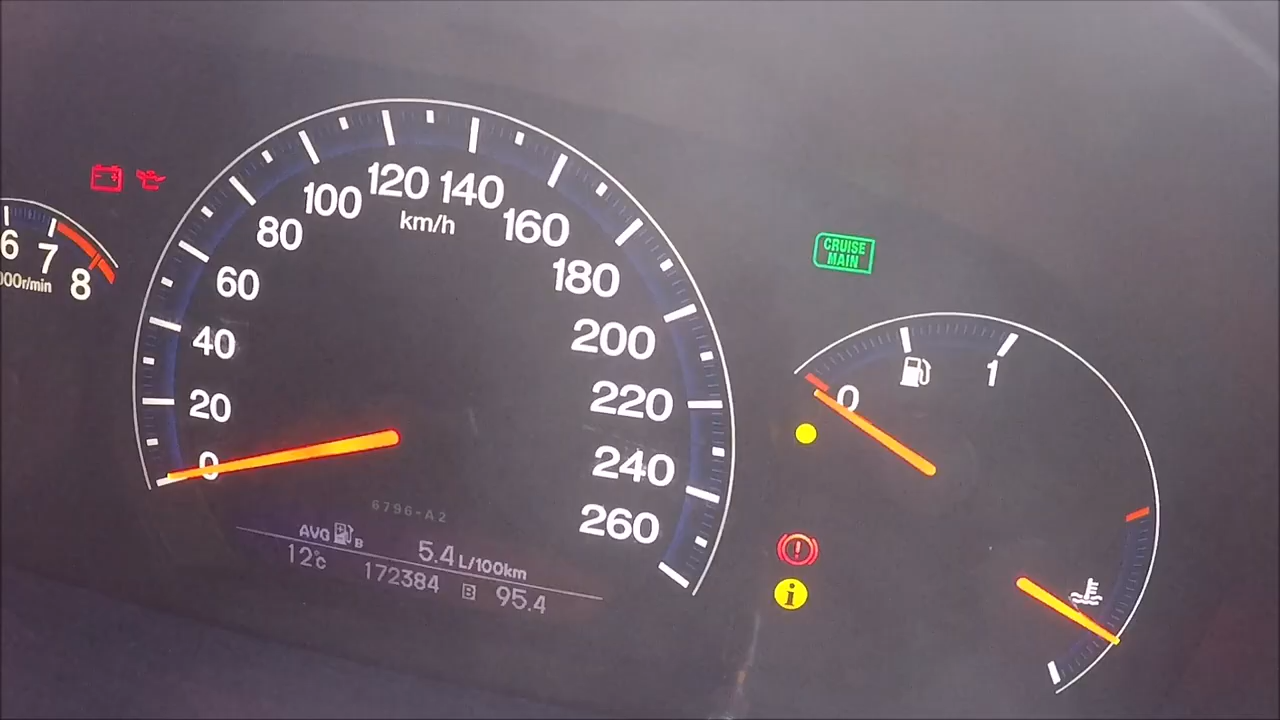 6 7 8
000r/min
0 20 40 60 80 100 120 140 160 180 200 220 240 260
km/h
CRUISE
MAIN
0 1
6796-A2
AVG B 5.4 L/100km
12°C 172384 B 95.4
i